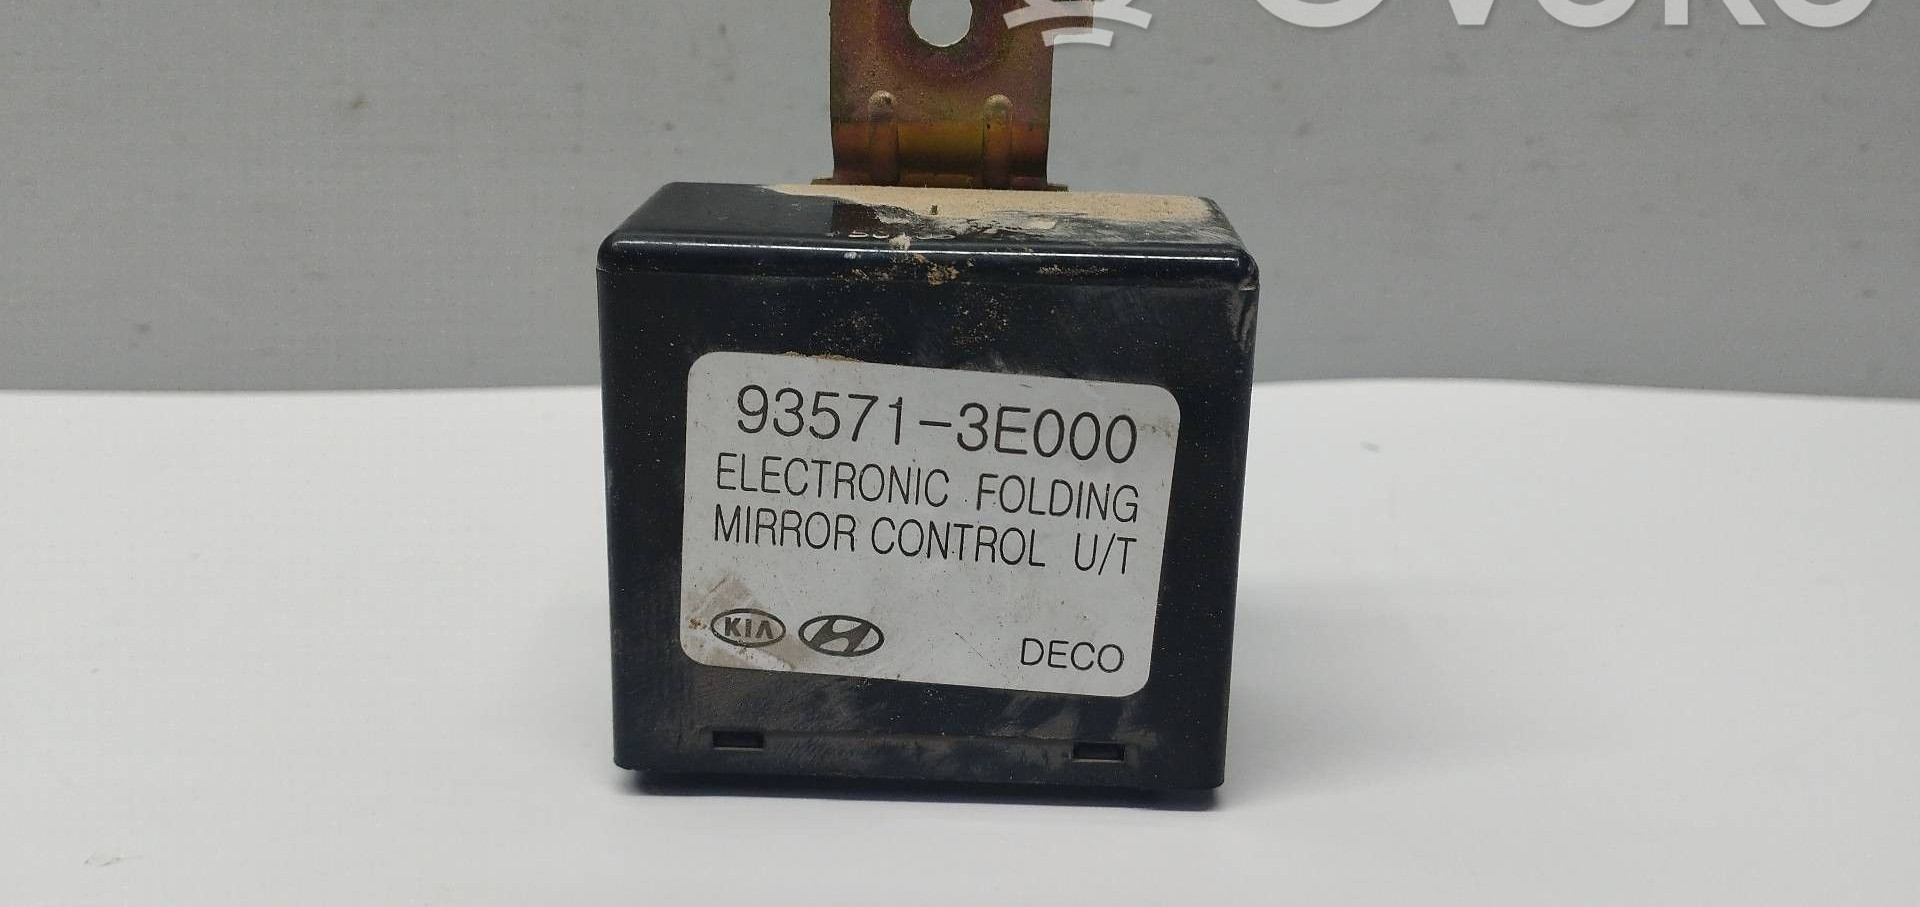 93571-3E000
ELECTRONIC FOLDING
MIRROR CONTROL U/T
KIA
DECO